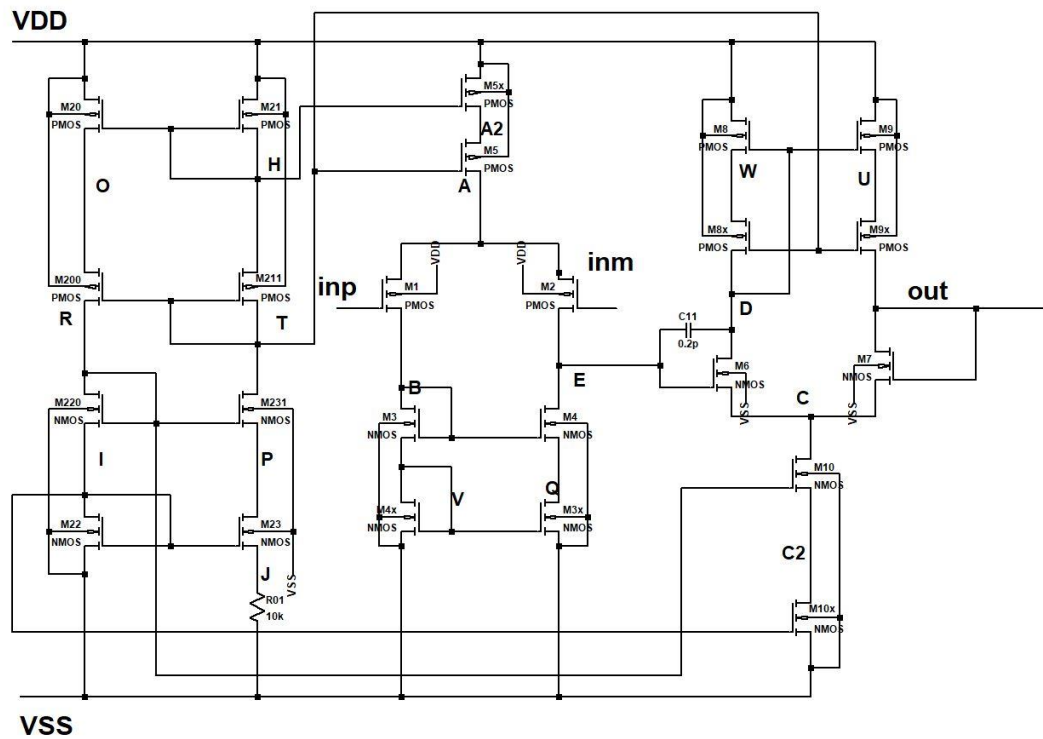 VDD
M20
PMOS
M21
PMOS
M5x
PMOS
A2
M5
PMOS
A
M8
PMOS
M9
PMOS
H
O
W
U
M200
PMOS
M211
PMOS
R
T
M8x
PMOS
M9x
PMOS
inp
VDD
M1
PMOS
VDD
inm
M2
PMOS
out
D
C11
0.2p
B
E
M6
NMOS
VSS
M7
NMOS
VSS
C
M220
NMOS
M231
NMOS
M3
NMOS
M4
NMOS
I
P
M10
NMOS
V
Q
M22
NMOS
M23
NMOS
M4x
NMOS
M3x
NMOS
J
VSS
R01
10k
C2
M10x
NMOS
VSS